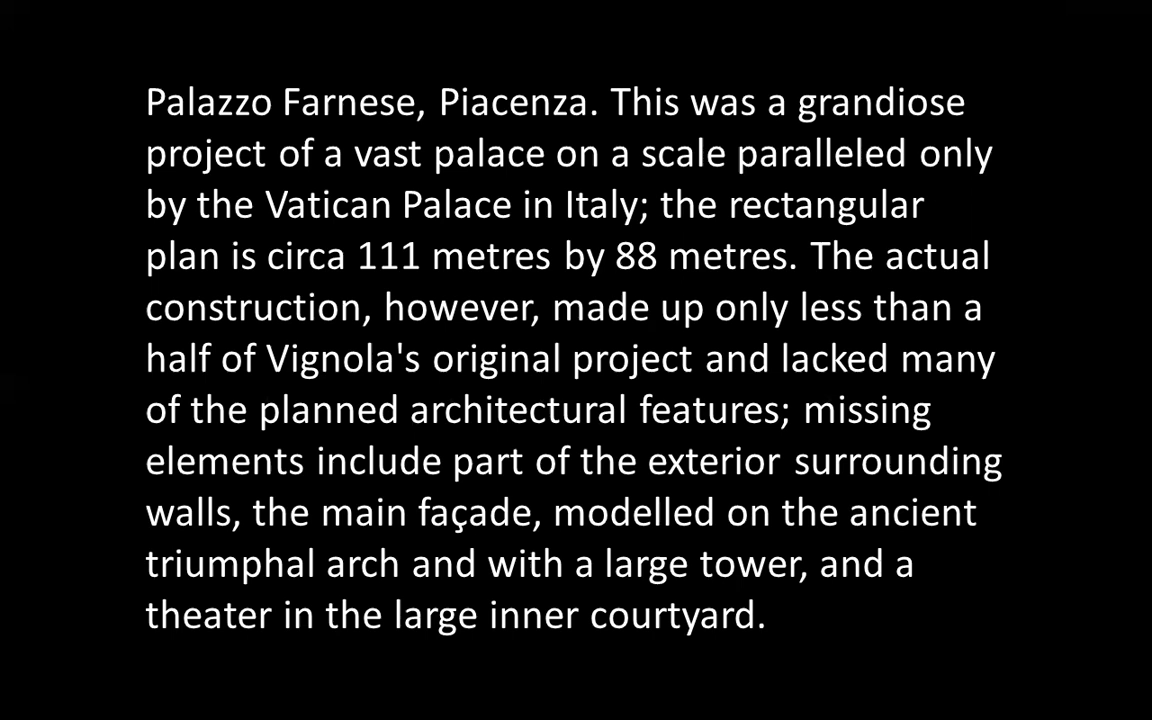 Palazzo Farnese, Piacenza. This was a grandiose
project of a vast palace on a scale paralleled only
by the Vatican Palace in Italy; the rectangular
plan is circa 111 metres by 88 metres. The actual
construction, however, made up only less than a
half of Vignola's original project and lacked many
of the planned architectural features; missing
elements include part of the exterior surrounding
walls, the main façade, modelled on the ancient
triumphal arch and with a large tower, and a
theater in the large inner courtyard.